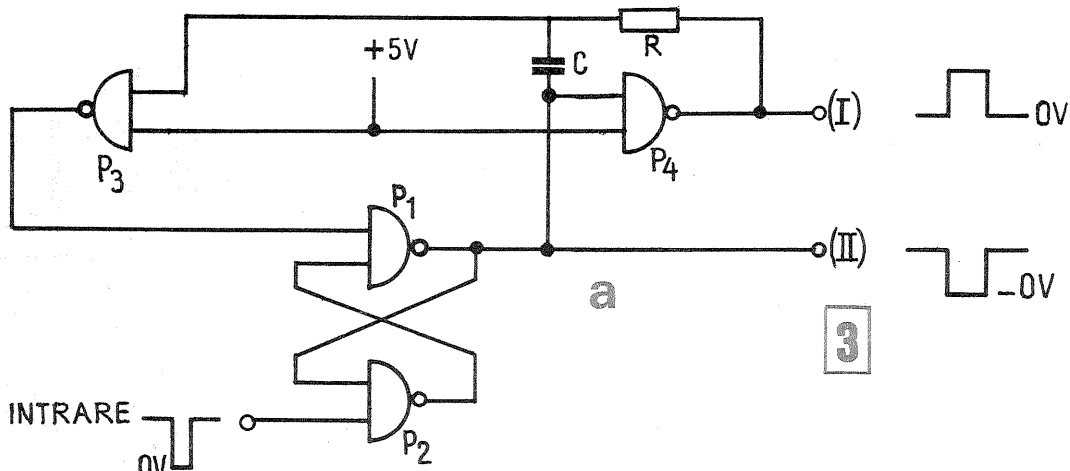 R
+5V
C
(I)
0V
P3
P4
P1
(II)
-0V
a
3
INTRARE
0V
P2